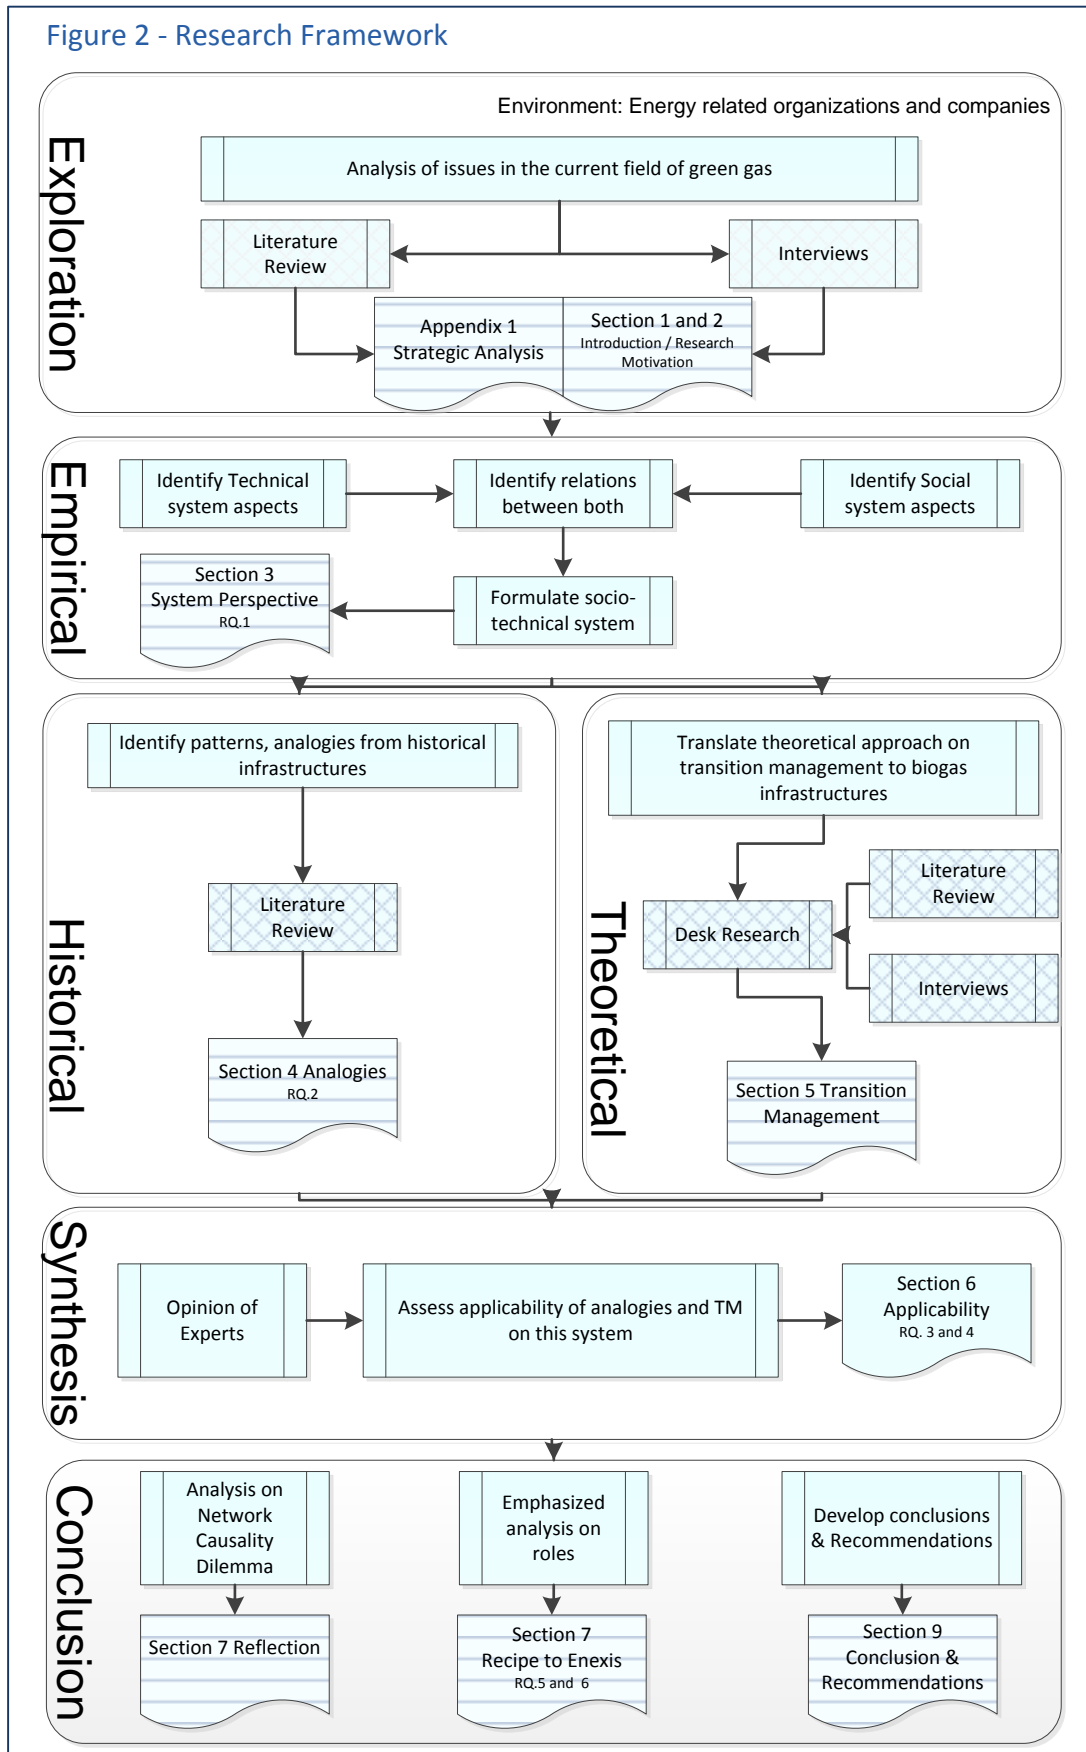 Figure 2 - Research Framework
Exploration
Environment: Energy related organizations and companies
Analysis of issues in the current field of green gas
Literature
Review
Interviews
Appendix 1
Strategic Analysis
Section 1 and 2
Introduction / Research
Motivation
Empirical
Identify Technical
system aspects
Identify relations
between both
Identify Social
system aspects
Section 3
System Perspective
RQ.1
Formulate socio-
technical system
Historical
Identify patterns, analogies from historical
infrastructures
Literature
Review
Section 4 Analogies
RQ.2
Theoretical
Translate theoretical approach on
transition management to biogas
infrastructures
Literature
Review
Desk Research
Interviews
Section 5 Transition
Management
Synthesis
Opinion of
Experts
Assess applicability of analogies and TM
on this system
Section 6
Applicability
RQ. 3 and 4
Conclusion
Analysis on
Network
Causality
Dilemma
Emphasized
analysis on
roles
Develop conclusions
& Recommendations
Section 7 Reflection
Section 7
Recipe to Enexis
RQ.5 and 6
Section 9
Conclusion &
Recommendations